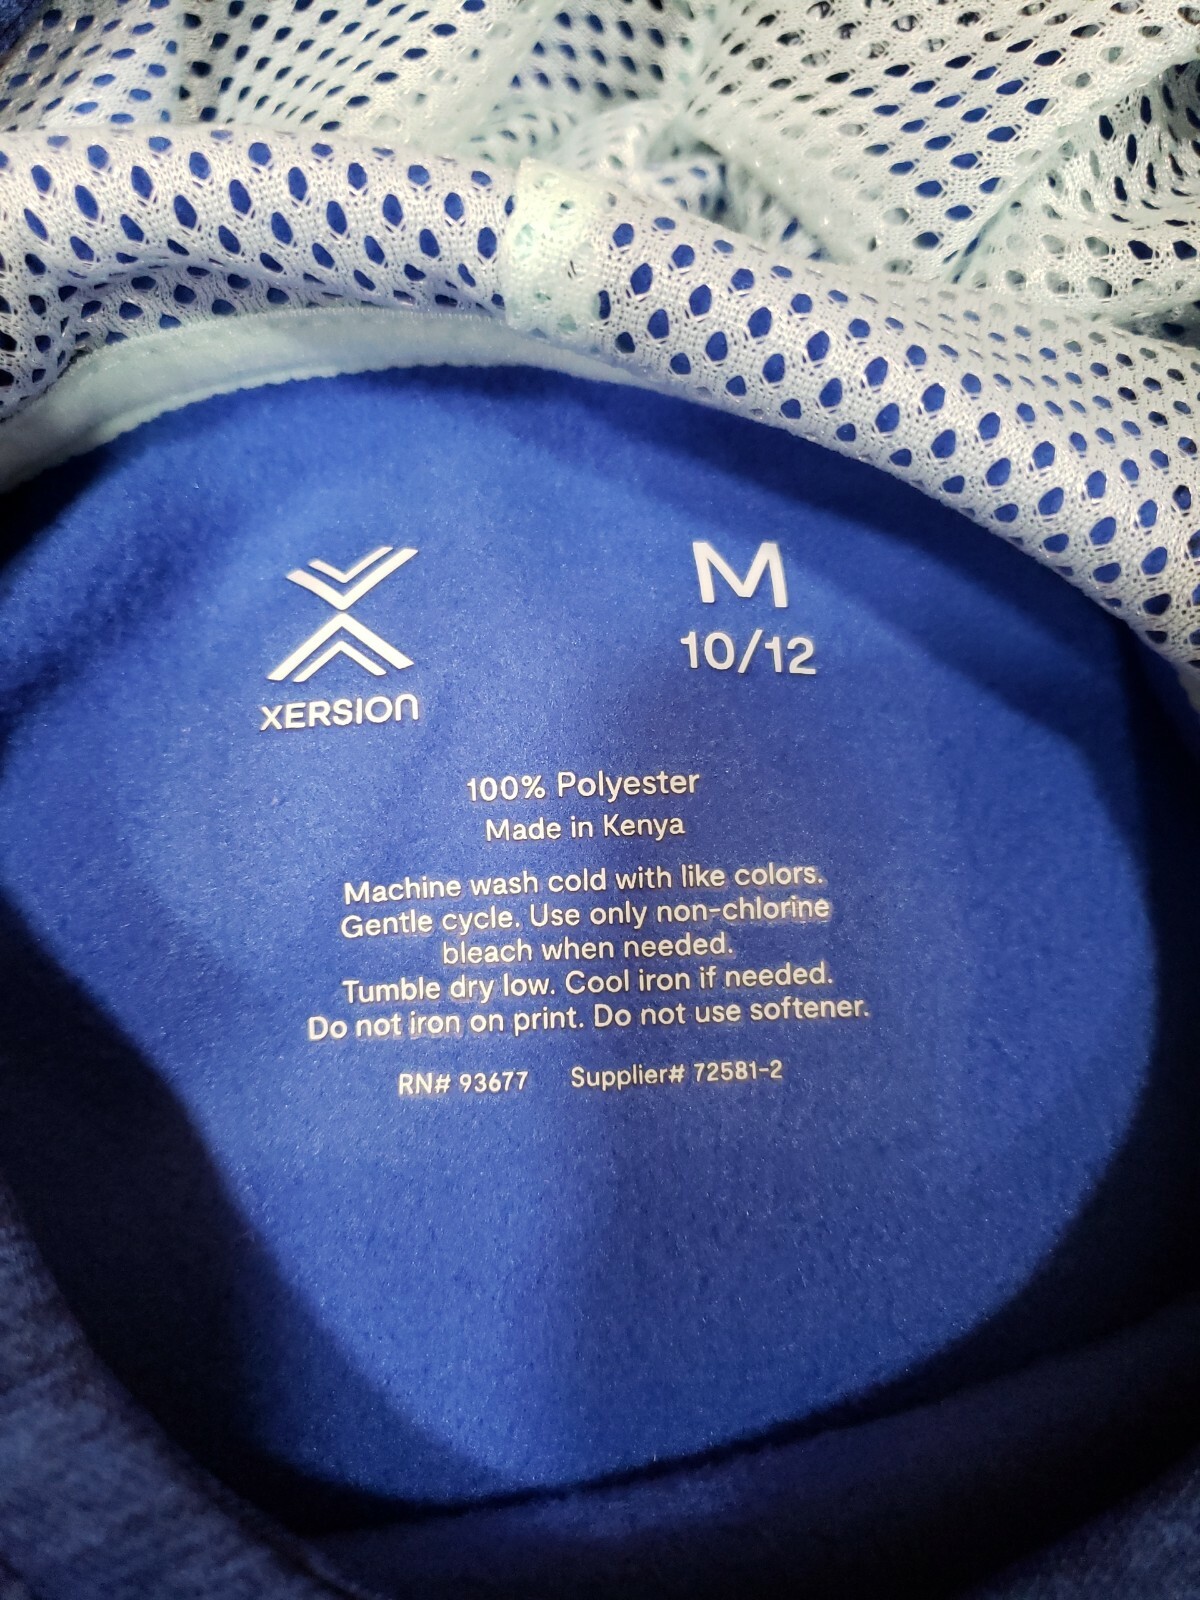 XERSION
M
10/12
100% Polyester
Made in Kenya
Machine wash cold with like colors.
Gentle cycle. Use only non-chlorine
bleach when needed.
Tumble dry low. Cool iron if needed.
Do not iron on print. Do not use softener.
RN# 93677 Supplier# 72581-2